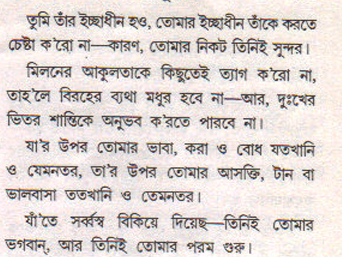 তুমি তাঁর ইচ্ছাধীন হও, তোমার ইচ্ছাধীন তাঁকে করতে
চেষ্টা ক'রো না—কারণ, তোমার নিকট তিনিই সুন্দর।
মিলনের আকুলতাকে কিছুতেই ত্যাগ ক'রো না,
তাহ'লে বিরহের ব্যথা মধুর হবে না—আর, দুঃখের
ভিতর শান্তিকে অনুভব ক'রতে পারবে না।
যা'র উপর তোমার ভাবা, করা ও বোধ যতখানি
ও যেমনতর, তা'র উপর তোমার আসক্তি, টান বা
ভালবাসা ততখানি ও তেমনতর।
যাঁ'তে সর্ব্বস্ব বিকিয়ে দিয়েছ—তিনিই তোমার
ভগবান্, আর তিনিই তোমার পরম গুরু।